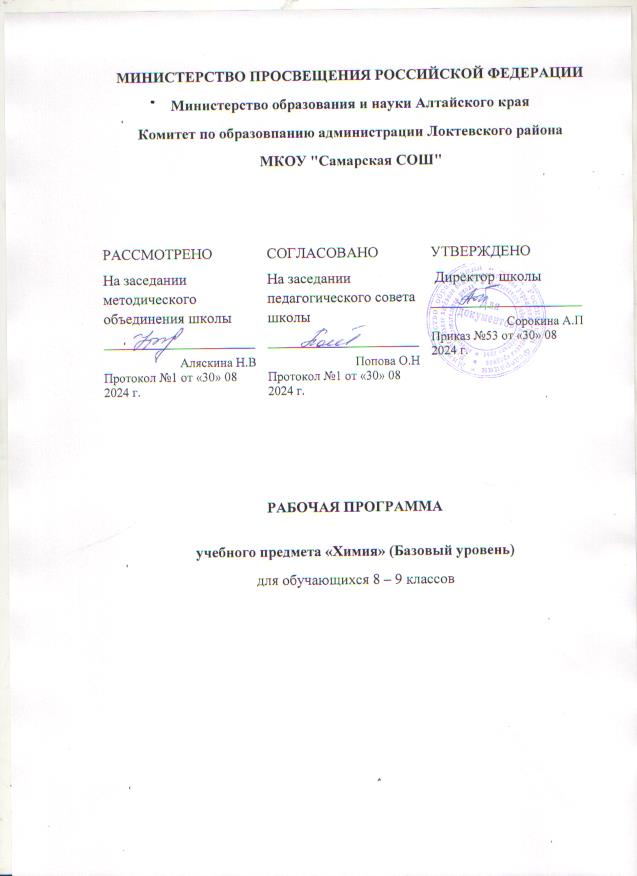 МИНИСТЕРСТВО ПРОСВЕЩЕНИЯ РОССИЙСКОЙ ФЕДЕРАЦИИ
Министерство образования и науки Алтайского края
Комитет по образовпанию администрации Локтевского района
МКОУ "Самарская СОШ"
РАССМОТРЕНО
На заседании
методического
объединения школы
Аляскина Н.В
Протокол №1 от «30» 08
2024 г.
СОГЛАСОВАНО
На заседании
педагогического совета
школы
Попова О.Н
Протокол №1 от «30» 08
2024 г.
УТВЕРЖДЕНО
Директор школы
Для
документов
Сорокина А.П
Приказ №53 от «30» 08
2024 г.
РАБОЧАЯ ПРОГРАММА
учебного предмета «Химия» (Базовый уровень)
для обучающихся 8 – 9 классов